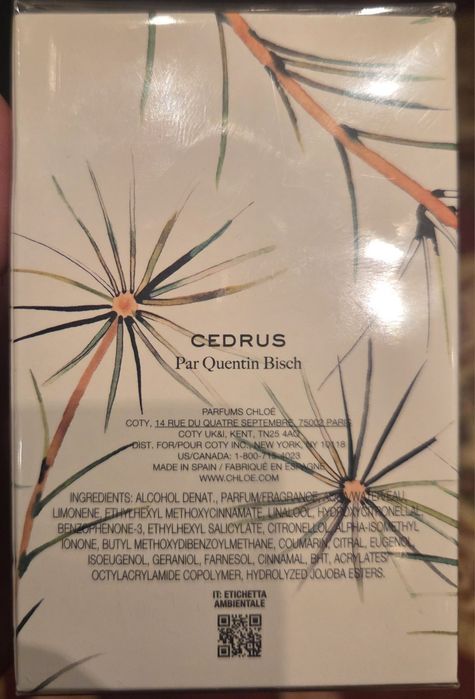 CEDRUS
Par Quentin Bisch
PARFUMS CHLOÉ
COTY, 14 RUE DU QUATRE SEPTEMBRE, 75002 PARIS
COTY UK&I, KENT, TN25 4AQ
DIST. FOR/POUR COTY INC., NEW YORK, NY 10118
US/CANADA: 1-800-715-4023
MADE IN SPAIN / FABRIQUÉ EN ESPAGNE
WWW.CHLOE.COM
INGREDIENTS: ALCOHOL DENAT., PARFUM/FRAGRANCE, AQUA/WATER/EAU,
LIMONENE, ETHYLHEXYL METHOXYCINNAMATE, LINALOOL, HYDROXYCITRONELLAL,
BENZOPHENONE-3, ETHYLHEXYL SALICYLATE, CITRONELLOL, ALPHA-ISOMETHYL
IONONE, BUTYL METHOXYDIBENZOYLMETHANE, COUMARIN, CITRAL, EUGENOL,
ISOEUGENOL, GERANIOL, FARNESOL, CINNAMAL, BHT, ACRYLATES/
OCTYLACRYLAMIDE COPOLYMER, HYDROLYZED JOJOBA ESTERS.
IT: ETICHETTA
AMBIENTALE